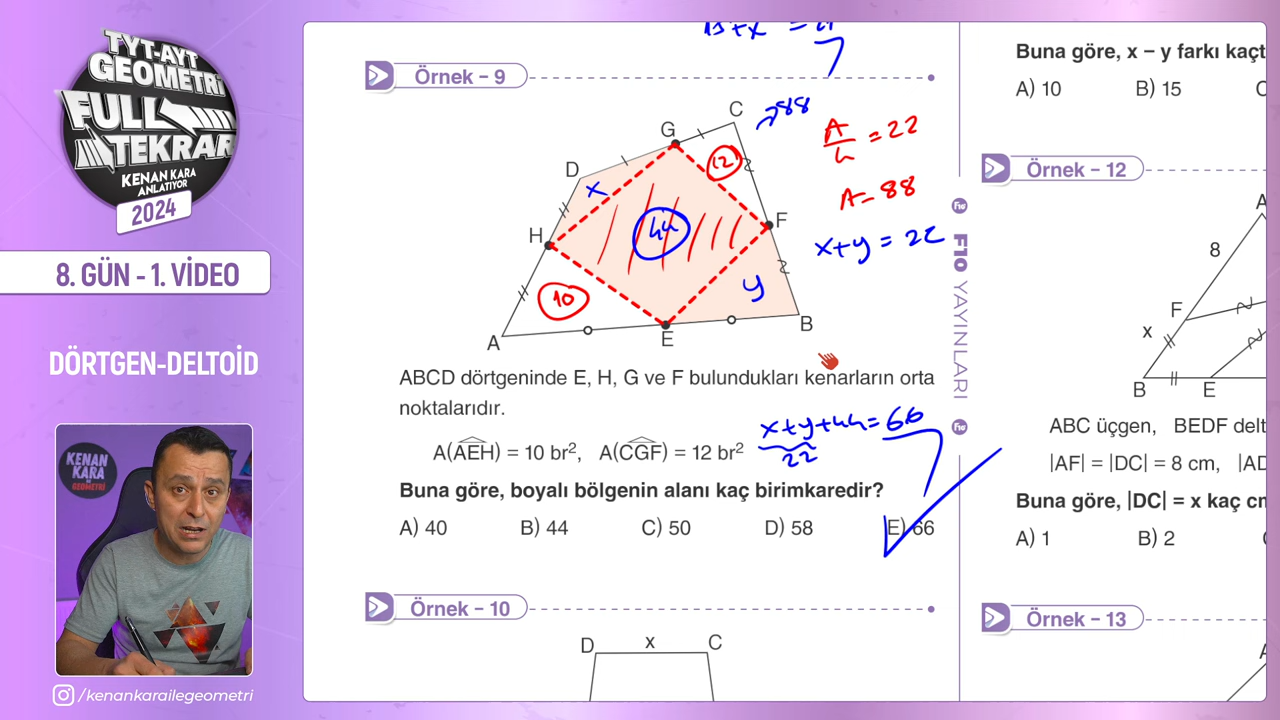 TYT-AYT
GEOMETRİ
FULL
TEKRAR
KENAN KARA
ANLATIYOR
2024
8. GÜN - 1. VİDEO
DÖRTGEN-DELTOİD
KENAN
KARA
GEOMETRİ
/kenankarailegeometri
Örnek - 9
C
88
G
12
D
x
H
44
F
10
y
A
E
B
A/4 = 22
A = 88
x+y = 22
ABCD dörtgeninde E, H, G ve F bulundukları kenarların orta
noktalarıdır.
A(AEH) = 10 br², A(CGF) = 12 br²
x+y+44=66
22
Buna göre, boyalı bölgenin alanı kaç birimkaredir?
A) 40 B) 44 C) 50 D) 58 E) 66
Örnek - 10
D x C
F10 YAYINLARI
Buna göre, x – y farkı kaçt
A) 10 B) 15 C
Örnek - 12
A
8
F
x
B E
ABC üçgen, BEDF delt
|AF| = |DC| = 8 cm, |AD
Buna göre, |DC| = x kaç cm
A) 1 B) 2
Örnek - 13
A